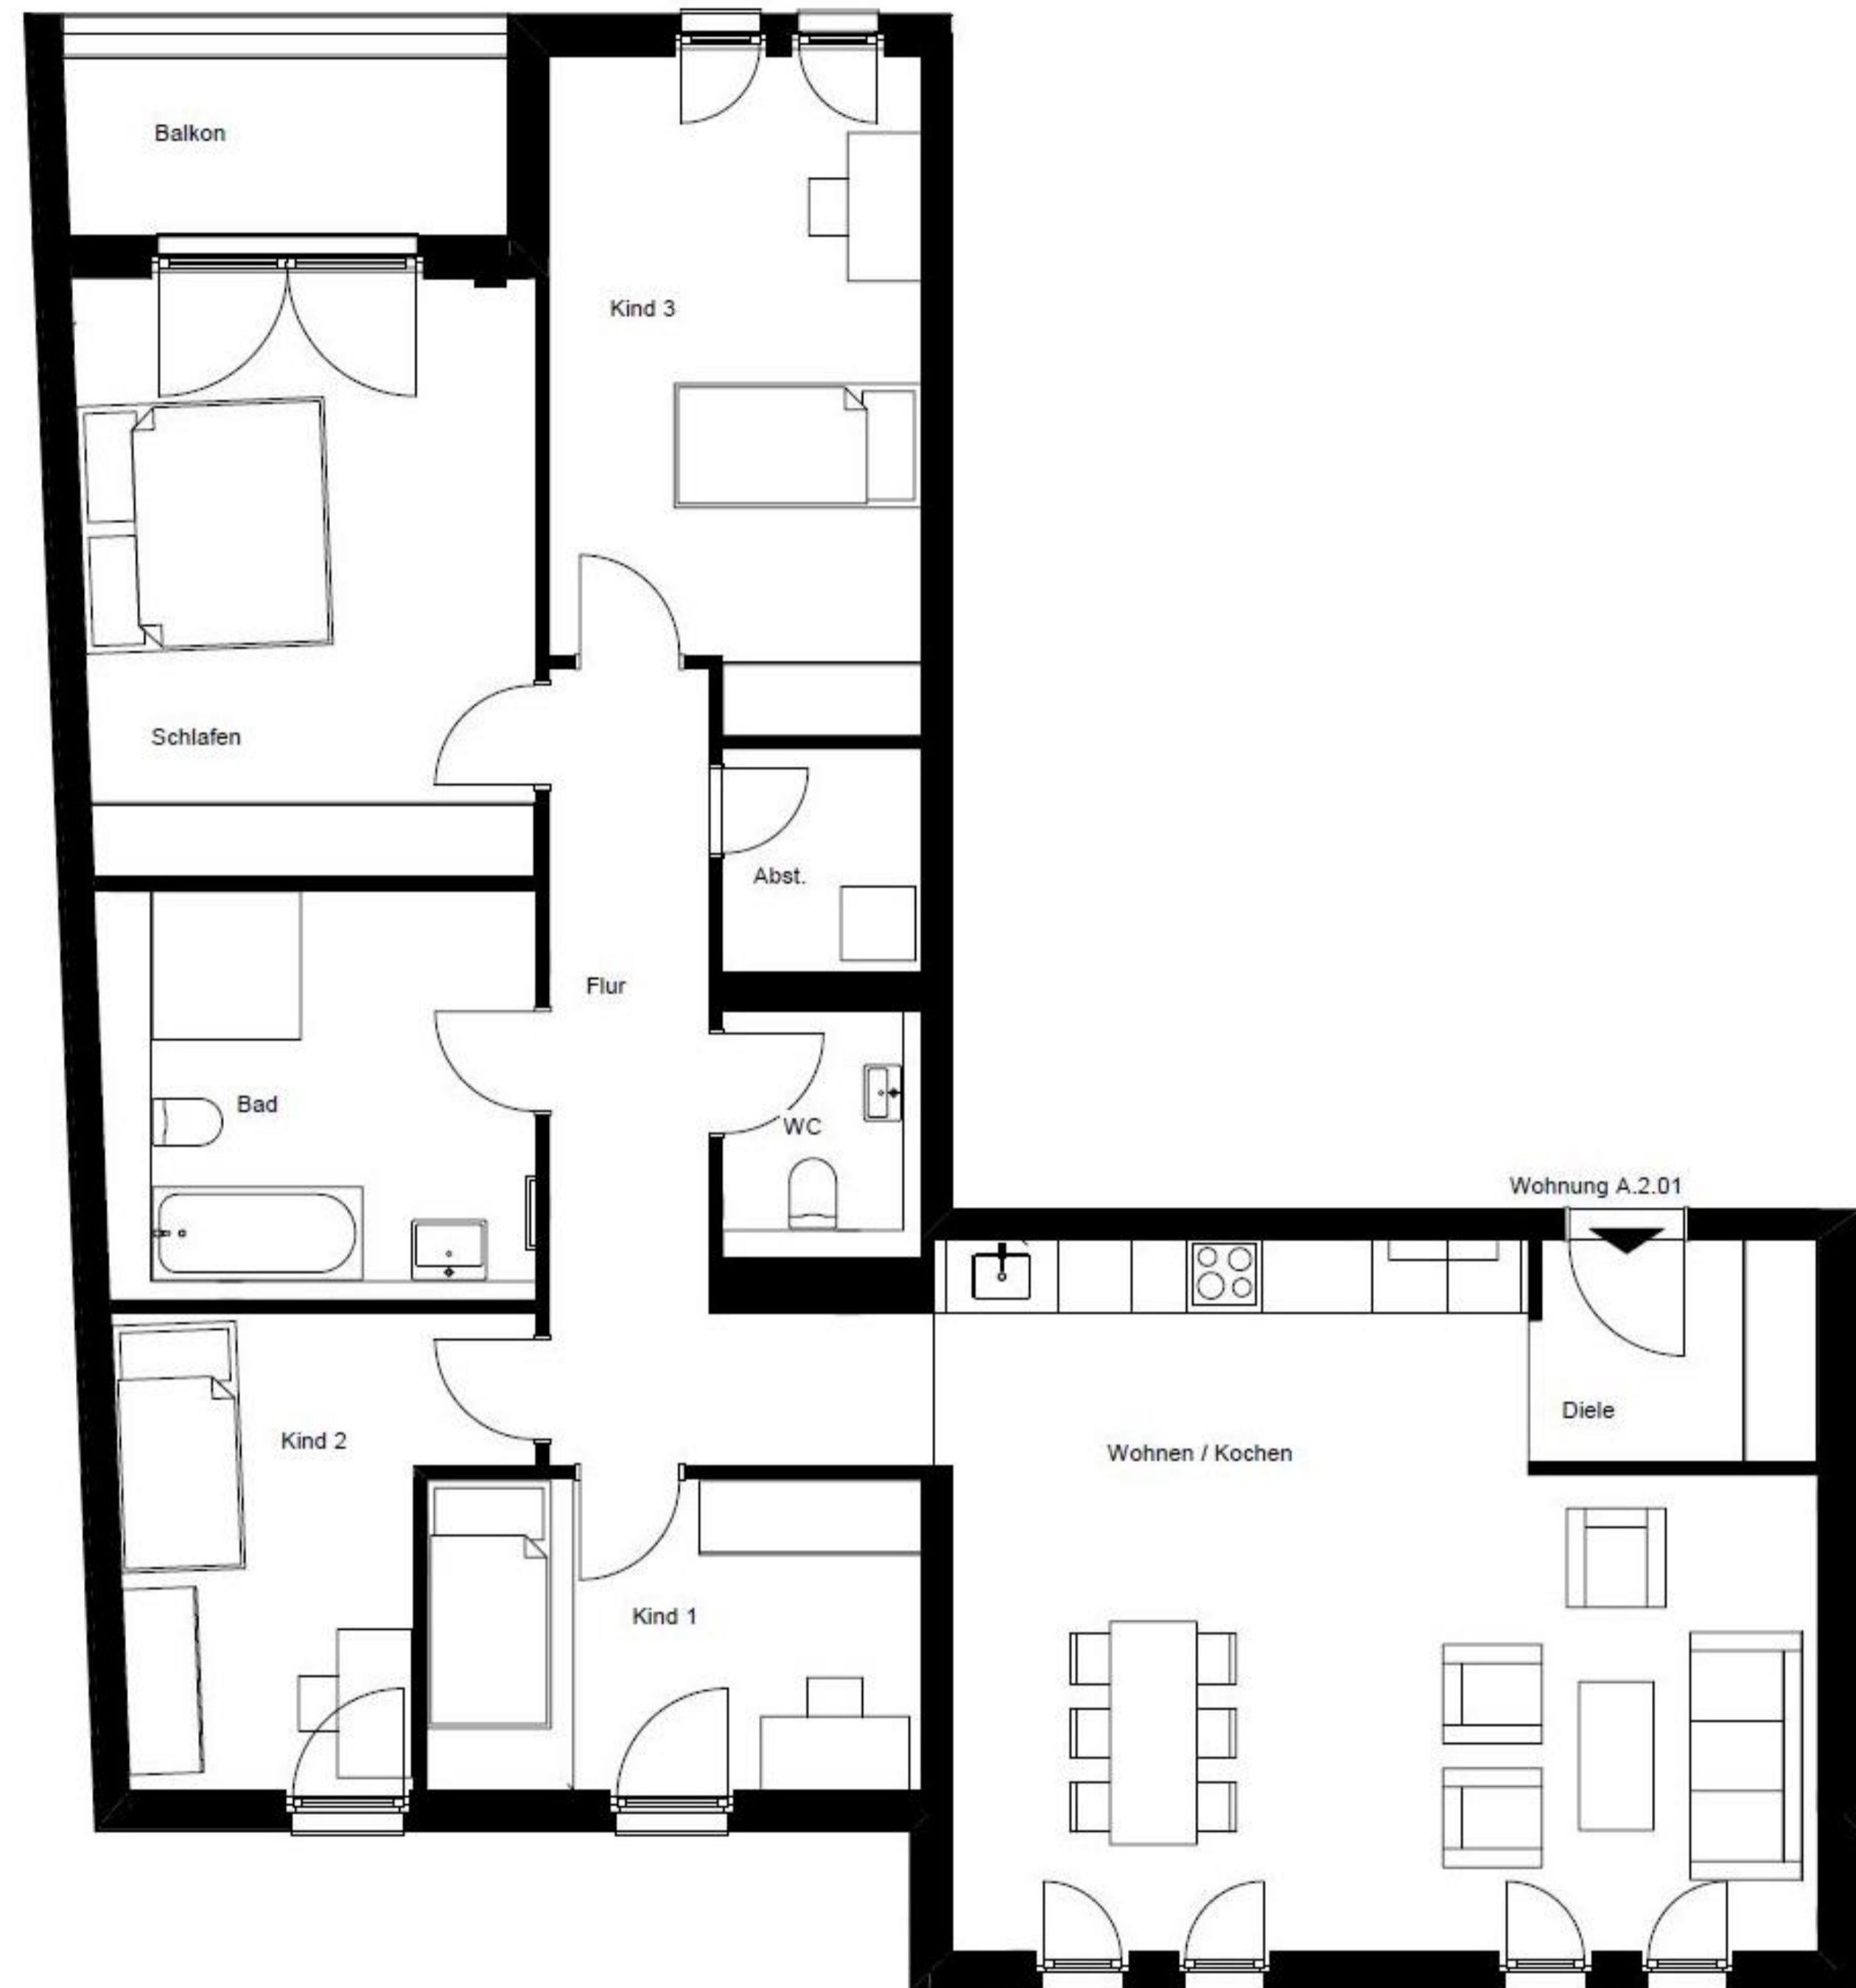 Balkon
Kind 3
Schlafen
Abst.
Flur
Bad
WC
Wohnung A.2.01
Diele
Kind 2
Wohnen / Kochen
Kind 1